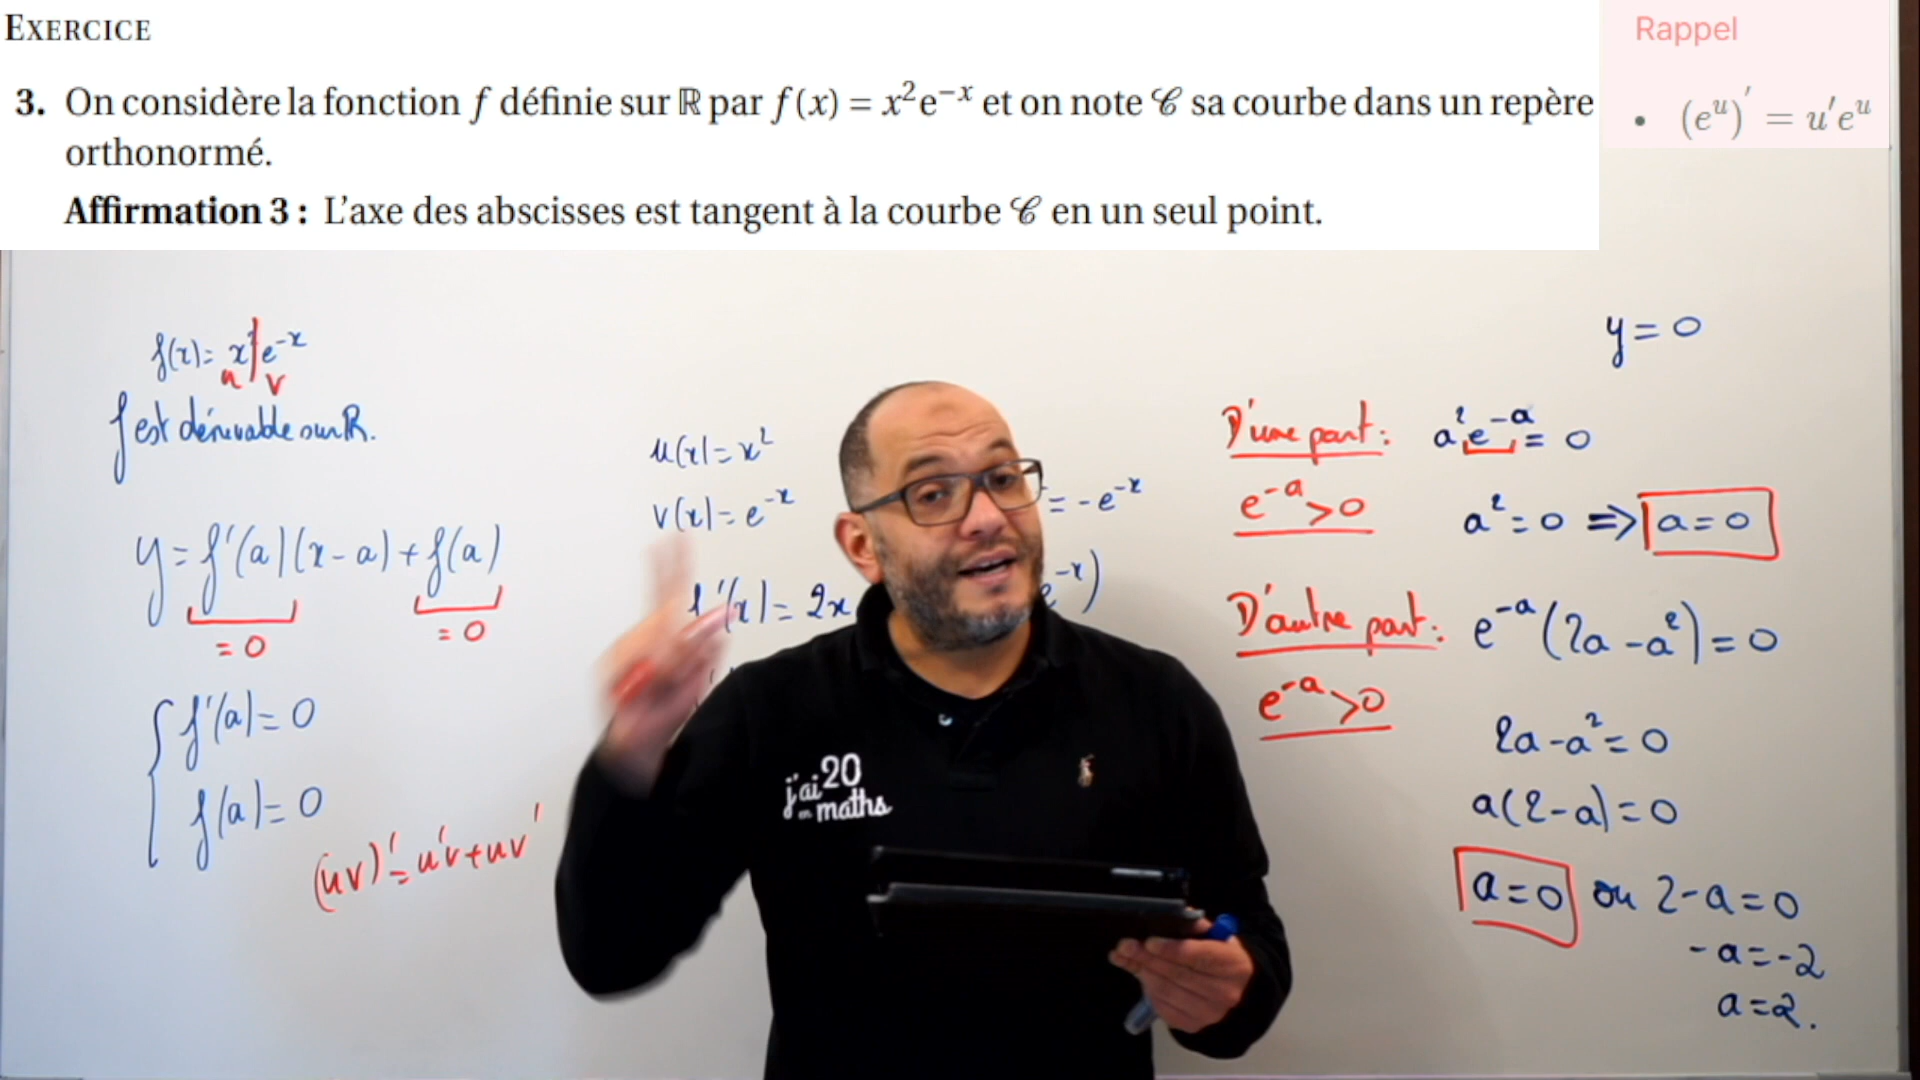 EXERCICE
3. On considère la fonction f définie sur ℝ par f(x) = x²e⁻ˣ et on note 𝒞 sa courbe dans un repère
orthonormé.
Affirmation 3 : L'axe des abscisses est tangent à la courbe 𝒞 en un seul point.
Rappel
• (eᵘ)′ = u′eᵘ
f(x) = x²e⁻ˣ
u v
f est dérivable sur ℝ.
y = f'(a)(x-a) + f(a)
= 0 = 0
{ f'(a) = 0
f(a) = 0
(uv)' = u'v + uv'
u(x) = x²
v(x) = e⁻ˣ = -e⁻ˣ
f'(x) = 2x e⁻ˣ)
j'ai 20
en maths
y = 0
D'une part : a²e⁻ᵃ = 0
e⁻ᵃ > 0 a² = 0 ⇒ a = 0
D'autre part : e⁻ᵃ(2a - a²) = 0
e⁻ᵃ > 0
2a - a² = 0
a(2-a) = 0
a = 0 ou 2-a = 0
-a = -2
a = 2.